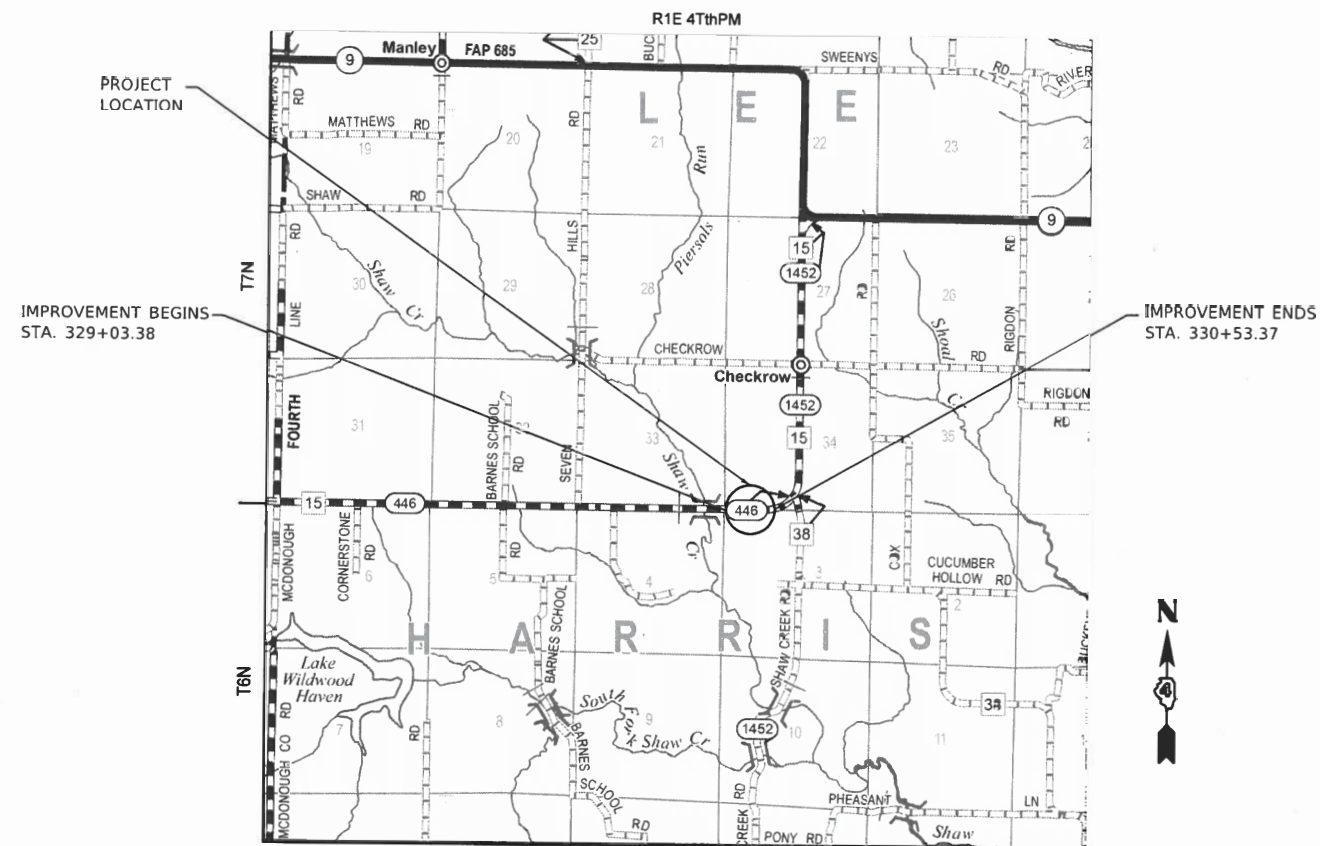 R1E 4TthPM
PROJECT
LOCATION
Manley
FAP 685
25
BUC
9
SWEENYS
RD
RIVER
MATTHEWS
RD
L E E
MATTHEWS RD
19
20
RD
21
22
23
2
Run
SHAW RD
9
T7N
RD
LINE
HILLS
Piersols
15
1452
RD
Shaw Cr
30
29
28
27
26
RD
RIGDON
IMPROVEMENT BEGINS
STA. 329+03.38
IMPROVEMENT ENDS
STA. 330+53.37
Shoal Cr
CHECKROW RD
Checkrow
FOURTH
31
BARNES SCHOOL
RD
SEVEN
33
Shaw Cr
1452
15
34
35
RIGDON
RD
15
446
446
38
MCDONOUGH
CORNERSTONE
RD
6
RD
5
4
3
COX
CUCUMBER
HOLLOW RD
2
N
4
H A R R I S
BARNES SCHOOL
SHAW CREEK RD
T6N
Lake
Wildwood
Haven
7
RD
8
South Fork Shaw Cr
9
1452
10
11
MCDONOUGH CO RD
BARNES
SCHOOL
RD
CREEK RD
PHEASANT LN
PONY RD
Shaw